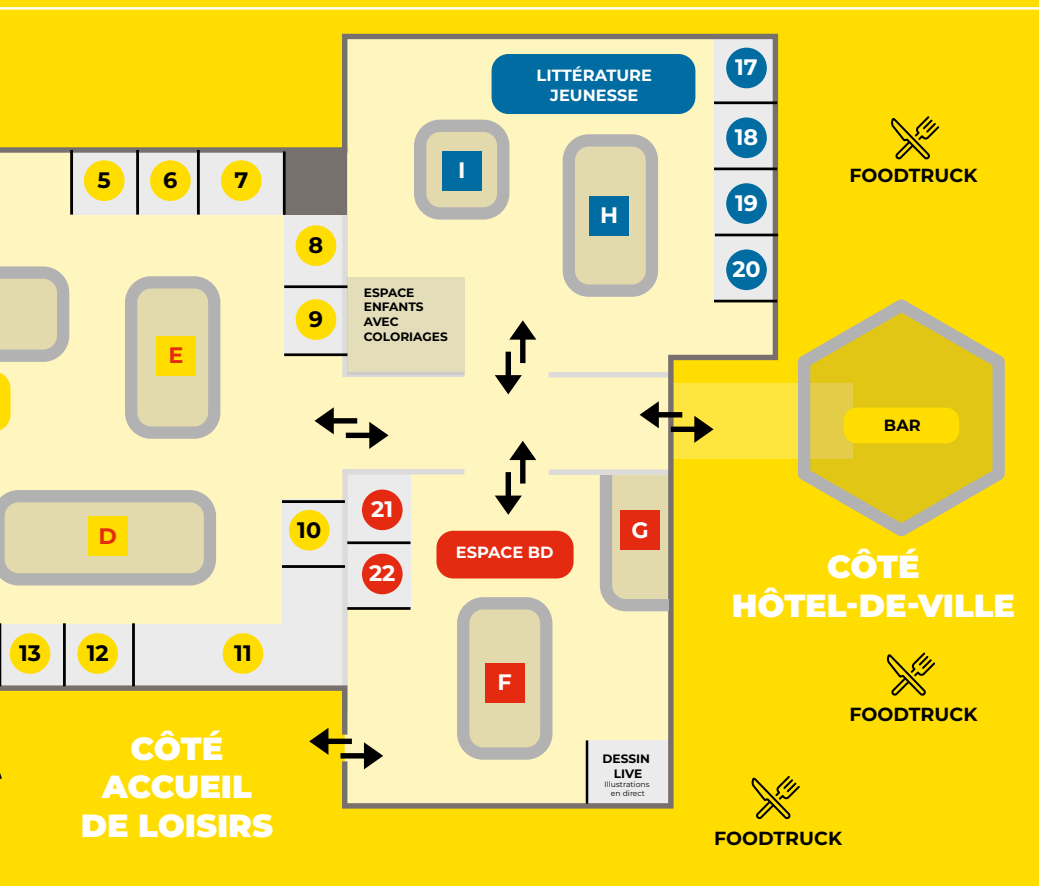 LITTÉRATURE
JEUNESSE
17
18
19
20
I
H
FOODTRUCK
5
6
7
8
9
ESPACE
ENFANTS
AVEC
COLORIAGES
E
D
BAR
10
21
22
ESPACE BD
G
F
13
12
11
CÔTÉ
HÔTEL-DE-VILLE
FOODTRUCK
CÔTÉ
ACCUEIL
DE LOISIRS
DESSIN
LIVE
Illustrations
en direct
FOODTRUCK